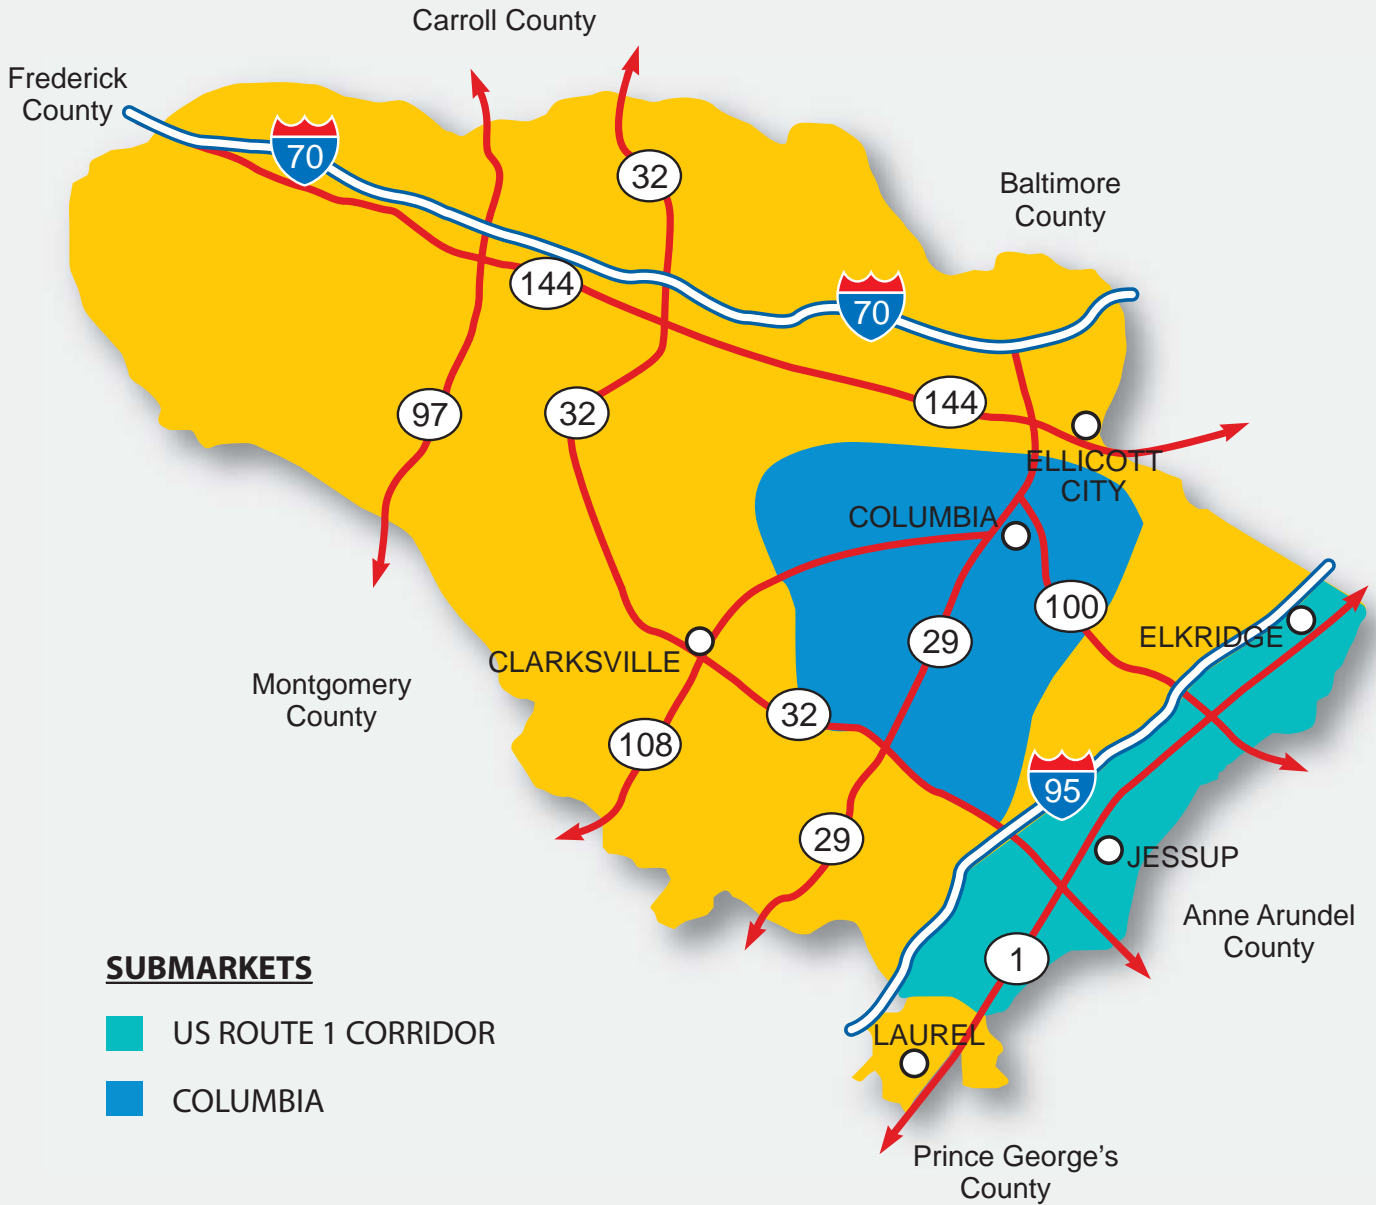 Carroll County
Frederick
County
70
32
Baltimore
County
144
70
97
32
144
ELLICOTT
CITY
COLUMBIA
100
29
ELKRIDGE
CLARKSVILLE
Montgomery
County
32
108
95
29
JESSUP
Anne Arundel
County
1
SUBMARKETS
US ROUTE 1 CORRIDOR
COLUMBIA
LAUREL
Prince George's
County